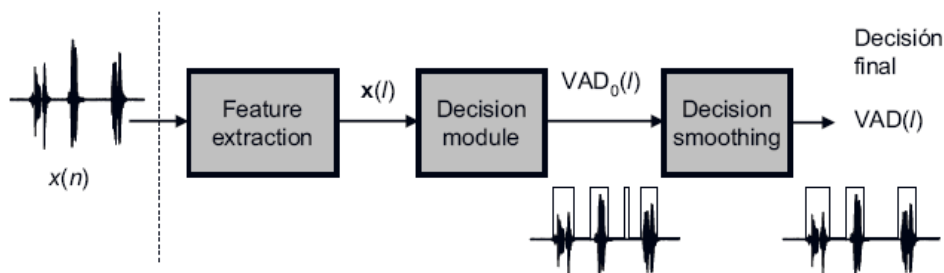 x(n)
Feature
extraction
x(l)
Decision
module
VAD₀(l)
Decision
smoothing
Decisión
final
VAD(l)